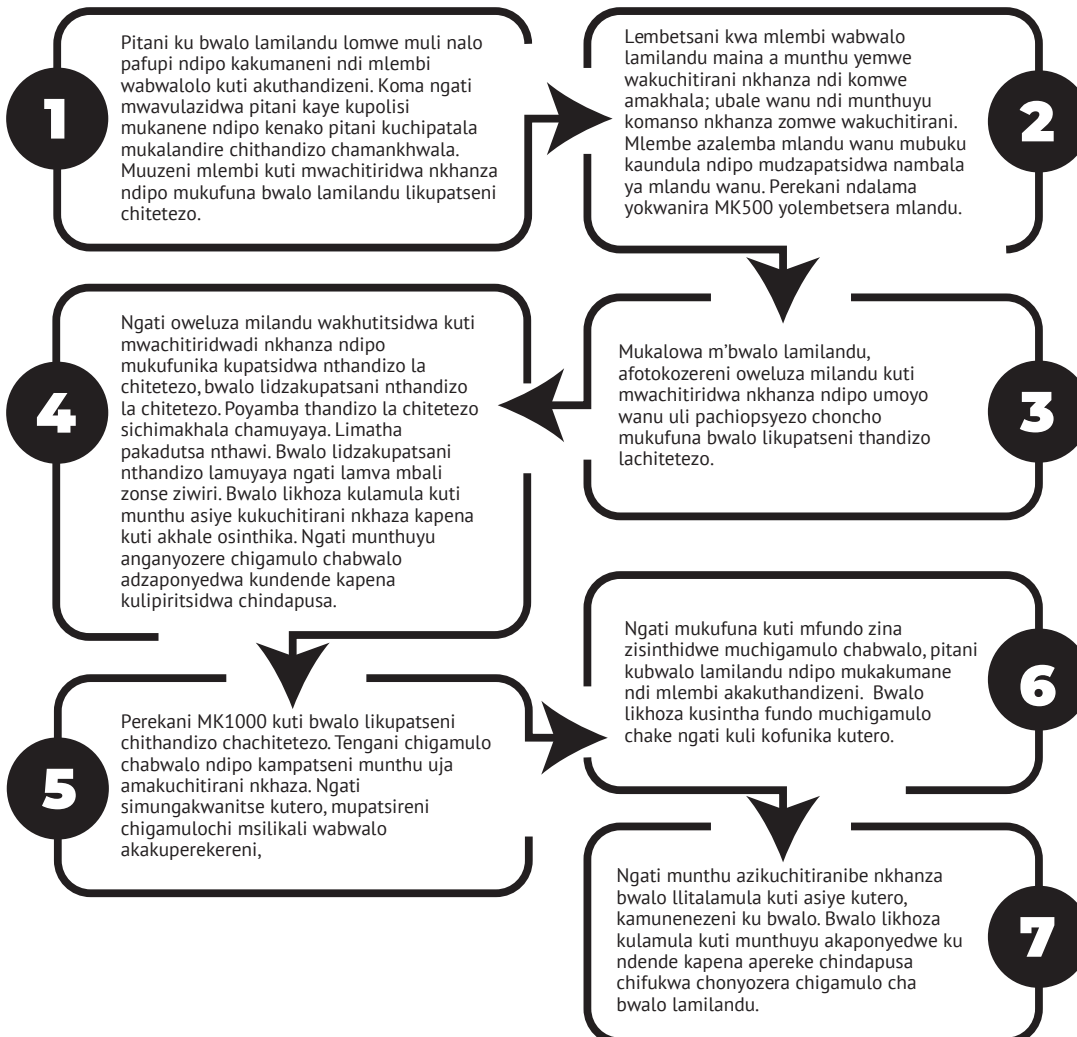 1
Pitani ku bwalo lamilandu lomwe muli nalo
pafupi ndipo kakumaneni ndi mlembi
wabwalolo kuti akuthandizeni. Koma ngati
mwavulazidwa pitani kaye kupolisi
mukanene ndipo kenako pitani kuchipatala
mukalandire chithandizo chamankhwala.
Muuzeni mlembi kuti mwachitiridwa nkhanza
ndipo mukufuna bwalo lamilandu likupatseni
chitetezo.
2
Lembetsani kwa mlembi wabwalo
lamilandu maina a munthu yemwe
wakuchitirani nkhanza ndi komwe
amakhala; ubale wanu ndi munthuyu
komanso nkhanza zomwe wakuchitirani.
Mlembe azalemba mlandu wanu mubuku
kaundula ndipo mudzapatsidwa nambala
ya mlandu wanu. Perekani ndalama
yokwanira MK500 yolembetsera mlandu.
3
Mukalowa m'bwalo lamilandu,
afotokozereni oweluza milandu kuti
mwachitiridwa nkhanza ndipo umoyo
wanu uli pachiopsyezo choncho
mukufuna bwalo likupatseni thandizo
lachitetezo.
4
Ngati oweluza milandu wakhutitsidwa kuti
mwachitiridwadi nkhanza ndipo
mukufunika kupatsidwa nthandizo la
chitetezo, bwalo lidzakupatsani nthandizo
la chitetezo. Poyamba thandizo la chitetezo
sichimakhala chamuyaya. Limatha
pakadutsa nthawi. Bwalo lidzakupatsani
nthandizo lamuyaya ngati lamva mbali
zonse ziwiri. Bwalo likhoza kulamula kuti
munthu asiye kukuchitirani nkhaza kapena
kuti akhale osinthika. Ngati munthuyu
anganyozere chigamulo chabwalo
adzaponyedwa kundende kapena
kulipiritsidwa chindapusa.
5
Perekani MK1000 kuti bwalo likupatseni
chithandizo chachitetezo. Tengani chigamulo
chabwalo ndipo kampatseni munthu uja
amakuchitirani nkhaza. Ngati
simungakwanitse kutero, mupatsireni
chigamulochi msilikali wabwalo
akakuperekereni,
6
Ngati mukufuna kuti mfundo zina
zisinthidwe muchigamulo chabwalo, pitani
kubwalo lamilandu ndipo mukakumane
ndi mlembi akakuthandizeni. Bwalo
likhoza kusintha fundo muchigamulo
chake ngati kuli kofunika kutero.
7
Ngati munthu azikuchitiranibe nkhanza
bwalo llitalamula kuti asiye kutero,
kamunenezeni ku bwalo. Bwalo likhoza
kulamula kuti munthuyu akaponyedwe ku
ndende kapena apereke chindapusa
chifukwa chonyozera chigamulo cha
bwalo lamilandu.